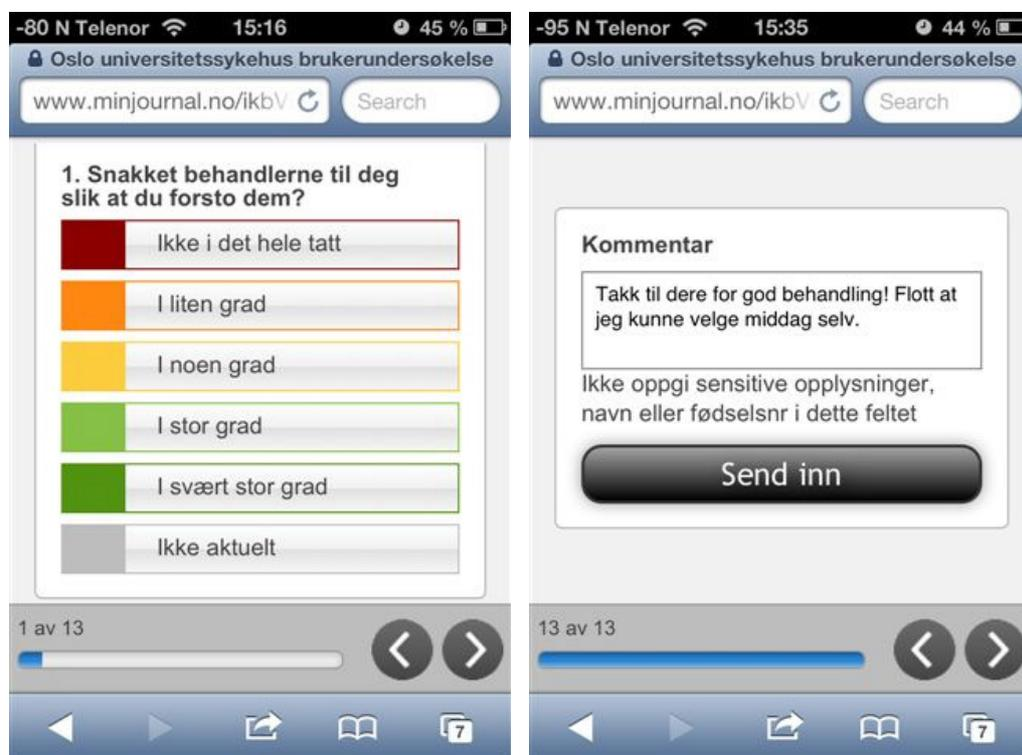 -80 N Telenor 15:16 45 %
Oslo universitetssykehus brukerundersøkelse
www.minjournal.no/ikbV Search
1. Snakket behandlerne til deg
slik at du forsto dem?
Ikke i det hele tatt
I liten grad
I noen grad
I stor grad
I svært stor grad
Ikke aktuelt
1 av 13
7
-95 N Telenor 15:35 44 %
Oslo universitetssykehus brukerundersøkelse
www.minjournal.no/ikbV Search
Kommentar
Takk til dere for god behandling! Flott at
jeg kunne velge middag selv.
Ikke oppgi sensitive opplysninger,
navn eller fødselsnr i dette feltet
Send inn
13 av 13
7